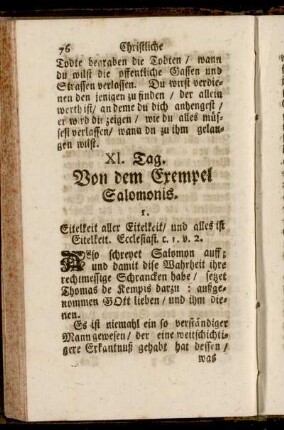 76 Christliche
Todte begraben die Todten / wann
du wilst die offentliche Gassen und
Strassen verlassen. Du wirst verdie-
nen den jenigen zu finden / der allein
werth ist / an deme du dich anhengest /
er wird dir zeigen / wie du alles müs-
sest verlassen / wann du zu ihm gelan-
gen wilst.
XI. Tag.
Von dem Exempel
Salomonis.
1.
Eitelkeit aller Eitelkeit / und alles ist
Eitelkeit. Ecclesiast. c. 1. v. 2.
Also schreyet Salomon auff;
und damit dise Wahrheit ihre
rechtmessige Schrancken habe / setzet
Thomas de Kempis darzu : außge-
nommen GOtt lieben / und ihm die-
nen.
Es ist niemahl ein so verständiger
Mann gewesen / der eine weitschichti-
gere Erkantnuß gehabt hat dessen /
was